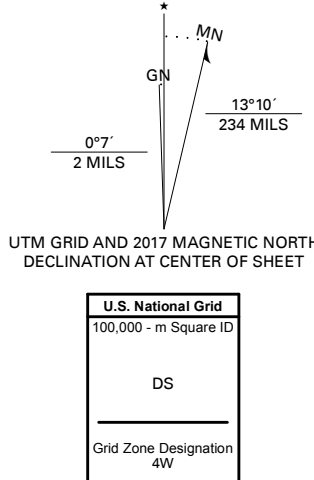 ★
MN
GN
13°10´
234 MILS
0°7´
2 MILS
UTM GRID AND 2017 MAGNETIC NORTH
DECLINATION AT CENTER OF SHEET
U.S. National Grid
100,000 - m Square ID
DS
Grid Zone Designation
4W